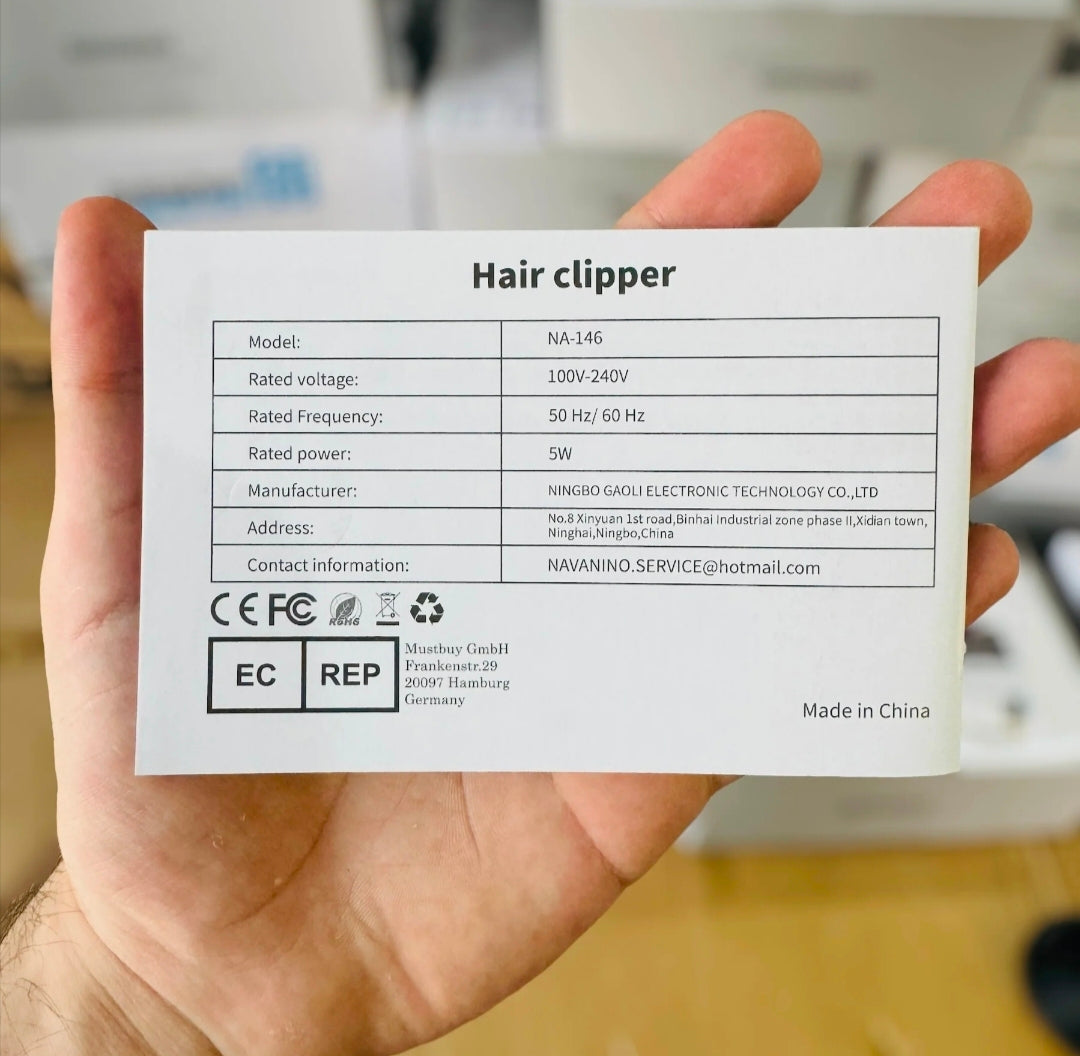 Hair clipper
Model: NA-146
Rated voltage: 100V-240V
Rated Frequency: 50 Hz/ 60 Hz
Rated power: 5W
Manufacturer: NINGBO GAOLI ELECTRONIC TECHNOLOGY CO.,LTD
Address: No.8 Xinyuan 1st road,Binhai Industrial zone phase II,Xidian town,
Ninghai,Ningbo,China
Contact information: NAVANINO.SERVICE@hotmail.com
CE FC RoHS
EC REP
Mustbuy GmbH
Frankenstr.29
20097 Hamburg
Germany
Made in China